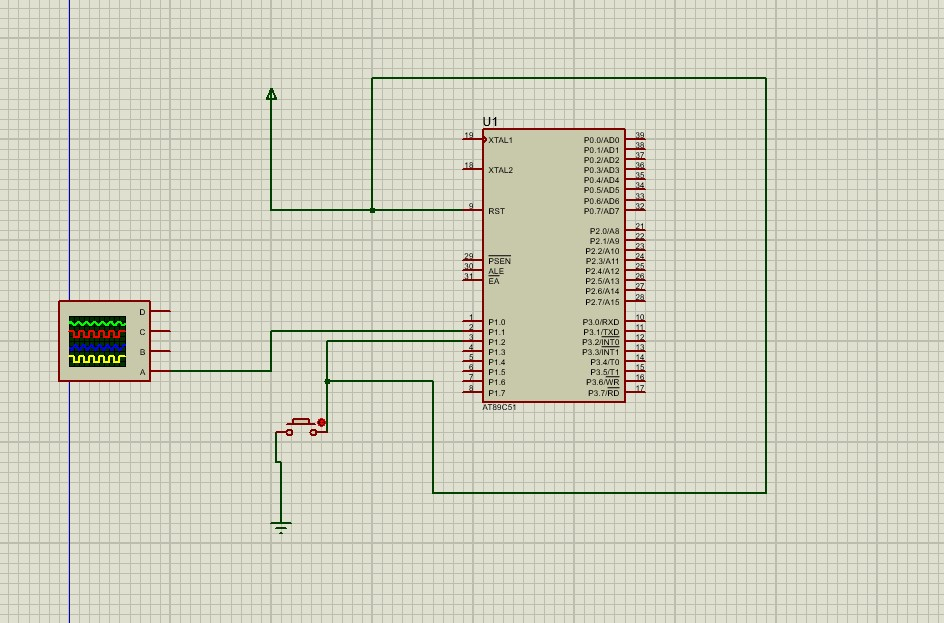 U1
19 XTAL1 P0.0/AD0 39
P0.1/AD1 38
P0.2/AD2 37
18 XTAL2 P0.3/AD3 36
P0.4/AD4 35
P0.5/AD5 34
P0.6/AD6 33
9 RST P0.7/AD7 32
P2.0/A8 21
P2.1/A9 22
P2.2/A10 23
29 PSEN P2.3/A11 24
30 ALE P2.4/A12 25
31 EA P2.5/A13 26
P2.6/A14 27
P2.7/A15 28
1 P1.0 P3.0/RXD 10
2 P1.1 P3.1/TXD 11
3 P1.2 P3.2/INT0 12
4 P1.3 P3.3/INT1 13
5 P1.4 P3.4/T0 14
6 P1.5 P3.5/T1 15
7 P1.6 P3.6/WR 16
8 P1.7 P3.7/RD 17
AT89C51
D
C
B
A